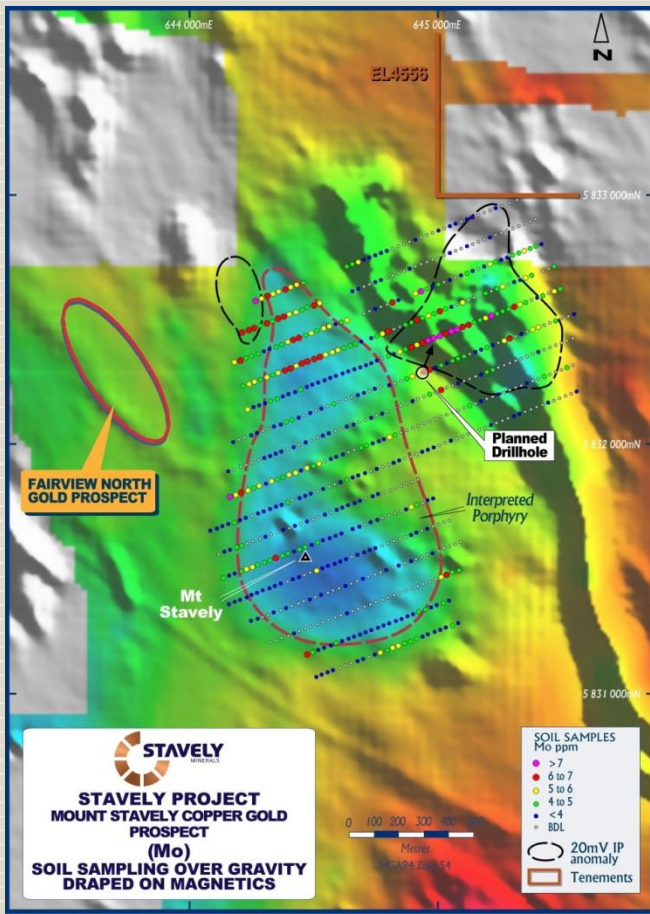 644 000mE
645 000mE
N
EL4556
5 833 000mN
Planned
Drillhole
5 832 000mN
FAIRVIEW NORTH
GOLD PROSPECT
Interpreted
Porphyry
Mt
Stavely
5 831 000mN
STAVELY
MINERALS
STAVELY PROJECT
MOUNT STAVELY COPPER GOLD
PROSPECT
(Mo)
SOIL SAMPLING OVER GRAVITY
DRAPED ON MAGNETICS
0 100 200 300 400
Metres
SOIL SAMPLES
Mo ppm
>7
6 to 7
5 to 6
4 to 5
<4
BDL
20mV IP
anomaly
Tenements